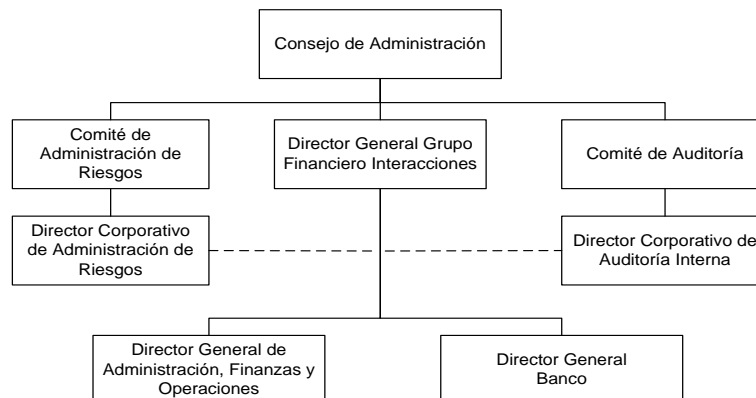 Consejo de Administración
Comité de
Administración de
Riesgos
Director General Grupo
Financiero Interacciones
Comité de Auditoría
Director Corporativo
de Administración de
Riesgos
Director Corporativo de
Auditoría Interna
Director General de
Administración, Finanzas y
Operaciones
Director General
Banco